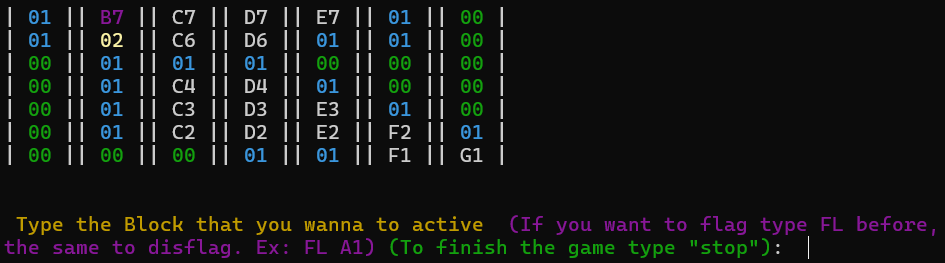 | 01 || B7 || C7 || D7 || E7 || 01 || 00 |
| 01 || 02 || C6 || D6 || 01 || 01 || 00 |
| 00 || 01 || 01 || 01 || 00 || 00 || 00 |
| 00 || 01 || C4 || D4 || 01 || 00 || 00 |
| 00 || 01 || C3 || D3 || E3 || 01 || 00 |
| 00 || 01 || C2 || D2 || E2 || F2 || 01 |
| 00 || 00 || 00 || 01 || 01 || F1 || G1 |
Type the Block that you wanna to active (If you want to flag type FL before,
the same to disflag. Ex: FL A1) (To finish the game type "stop"):